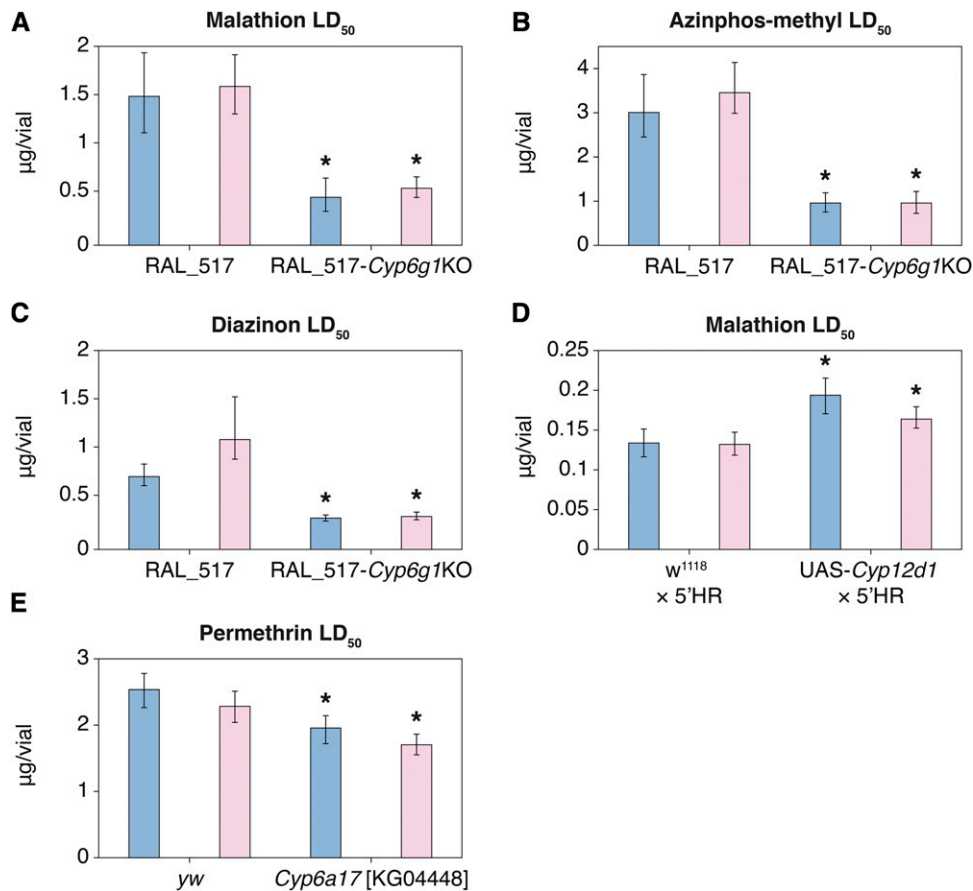 A
Malathion LD50
2
1.5
1
0.5
0
µg/vial
*
*
RAL_517
RAL_517-Cyp6g1KO
B
Azinphos-methyl LD50
4
3
2
1
0
µg/vial
*
*
RAL_517
RAL_517-Cyp6g1KO
C
Diazinon LD50
2
1.5
1
0.5
0
µg/vial
*
*
RAL_517
RAL_517-Cyp6g1KO
D
Malathion LD50
0.25
0.2
0.15
0.1
0.05
0
µg/vial
*
*
w1118
× 5'HR
UAS-Cyp12d1
× 5'HR
E
Permethrin LD50
3
2
1
0
µg/vial
*
*
yw
Cyp6a17 [KG04448]